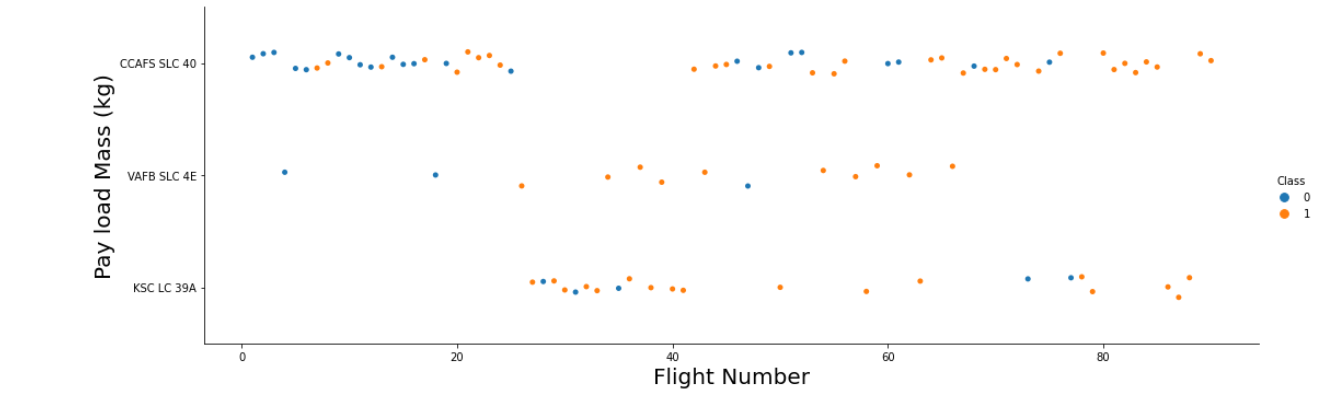 Pay load Mass (kg)
CCAFS SLC 40
VAFB SLC 4E
KSC LC 39A
0 20 40 60 80
Flight Number
Class
0
1